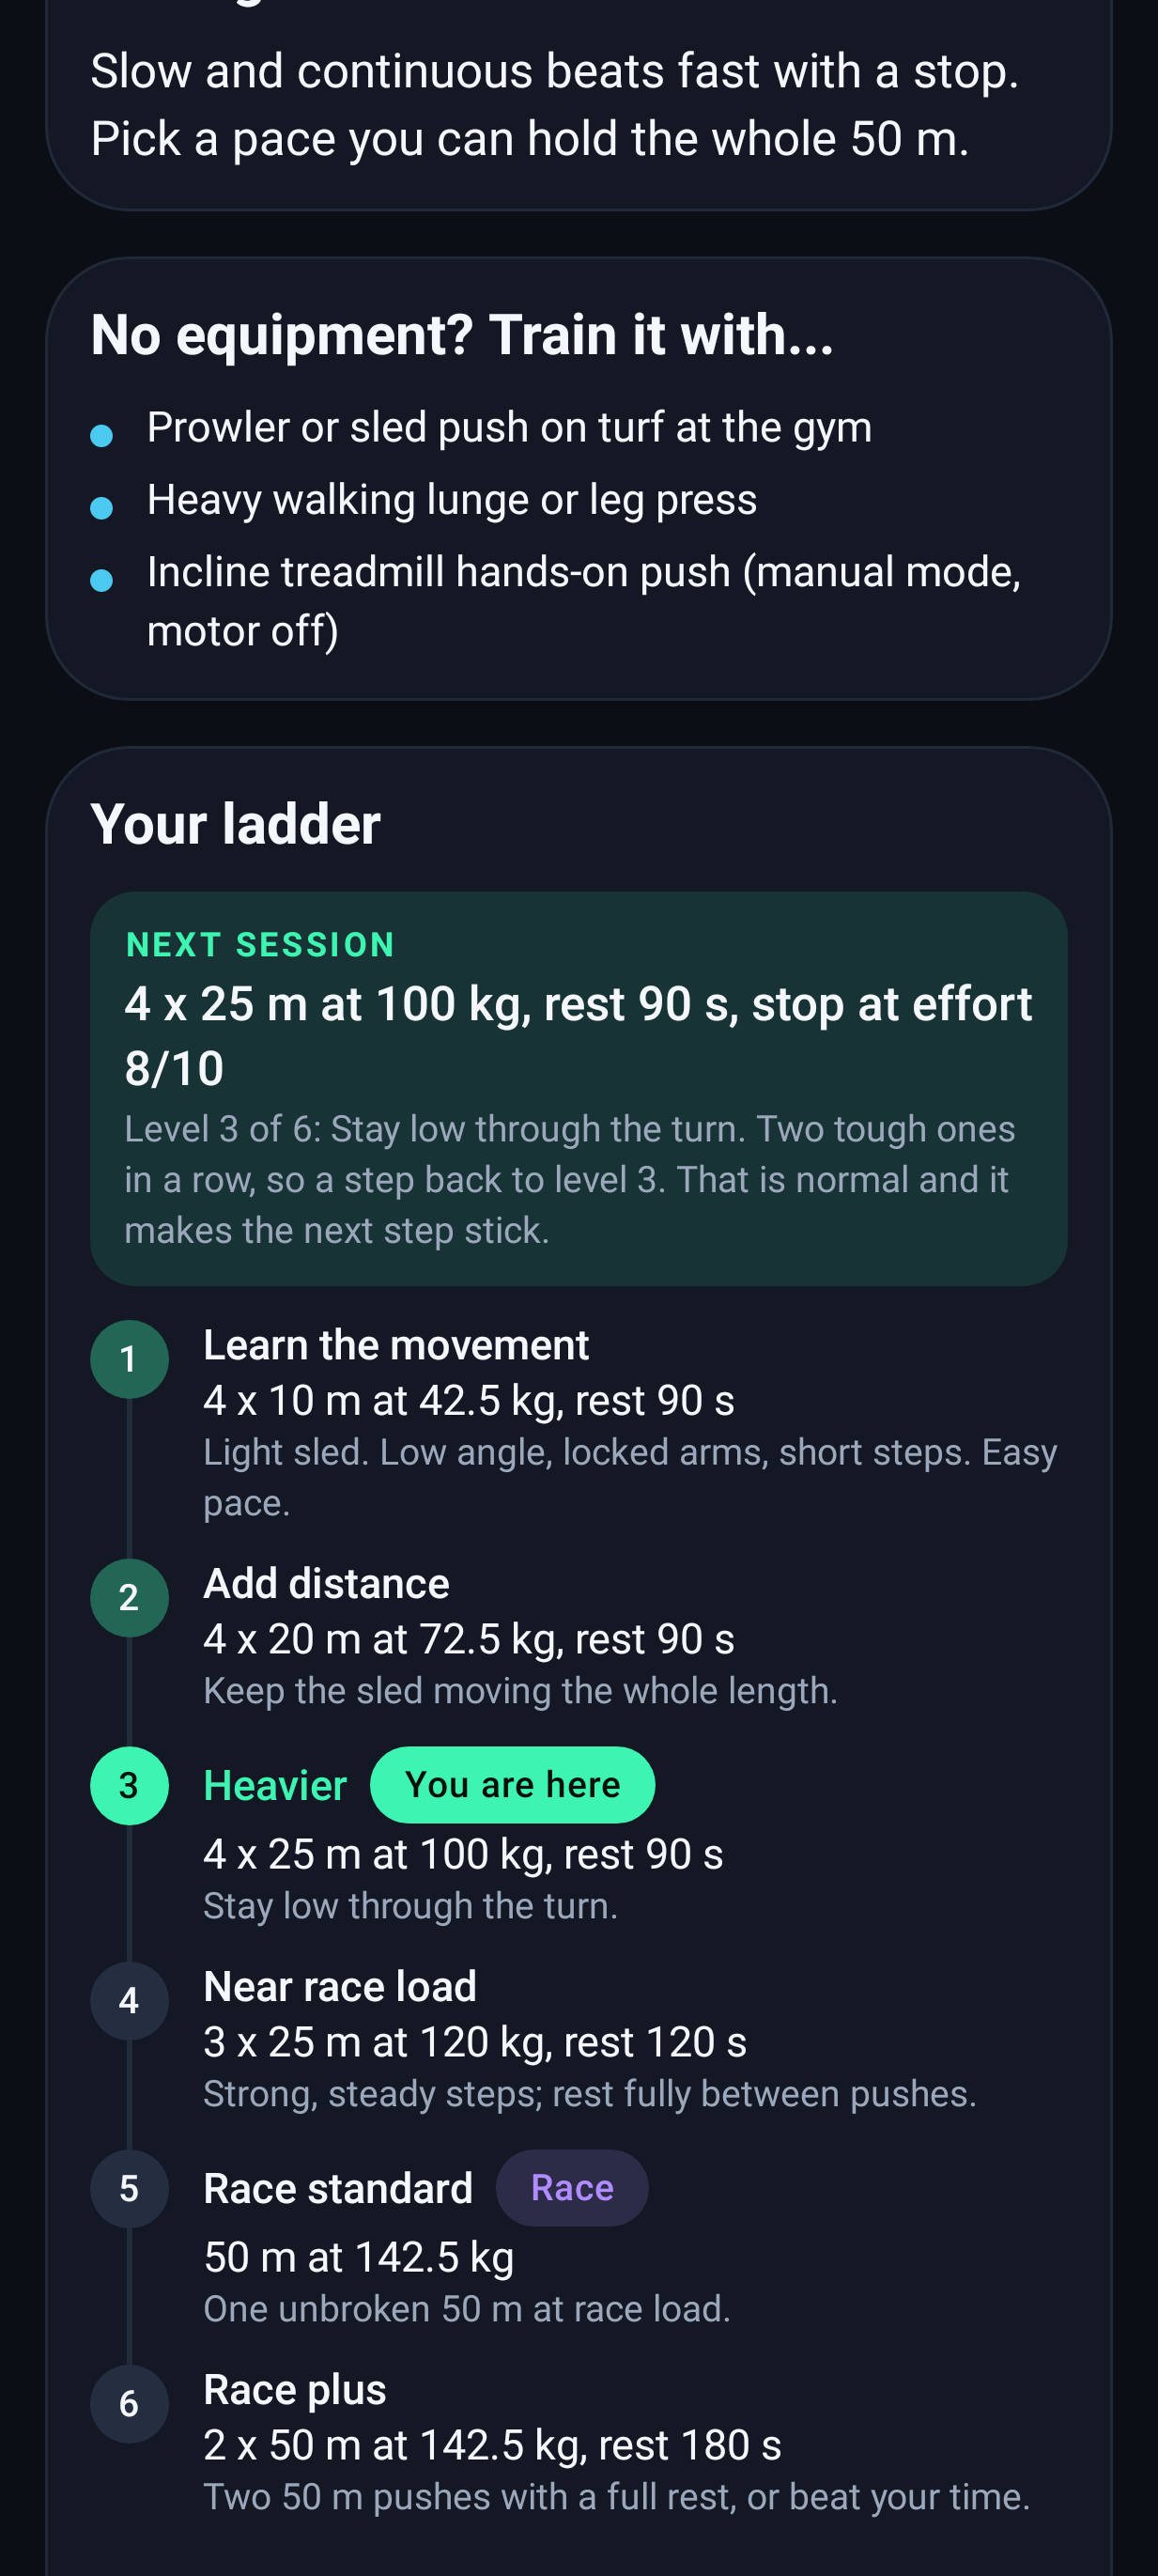 Slow and continuous beats fast with a stop.
Pick a pace you can hold the whole 50 m.
No equipment? Train it with...
Prowler or sled push on turf at the gym
Heavy walking lunge or leg press
Incline treadmill hands-on push (manual mode,
motor off)
Your ladder
NEXT SESSION
4 x 25 m at 100 kg, rest 90 s, stop at effort
8/10
Level 3 of 6: Stay low through the turn. Two tough ones
in a row, so a step back to level 3. That is normal and it
makes the next step stick.
1 Learn the movement
4 x 10 m at 42.5 kg, rest 90 s
Light sled. Low angle, locked arms, short steps. Easy
pace.
2 Add distance
4 x 20 m at 72.5 kg, rest 90 s
Keep the sled moving the whole length.
3 Heavier You are here
4 x 25 m at 100 kg, rest 90 s
Stay low through the turn.
4 Near race load
3 x 25 m at 120 kg, rest 120 s
Strong, steady steps; rest fully between pushes.
5 Race standard Race
50 m at 142.5 kg
One unbroken 50 m at race load.
6 Race plus
2 x 50 m at 142.5 kg, rest 180 s
Two 50 m pushes with a full rest, or beat your time.